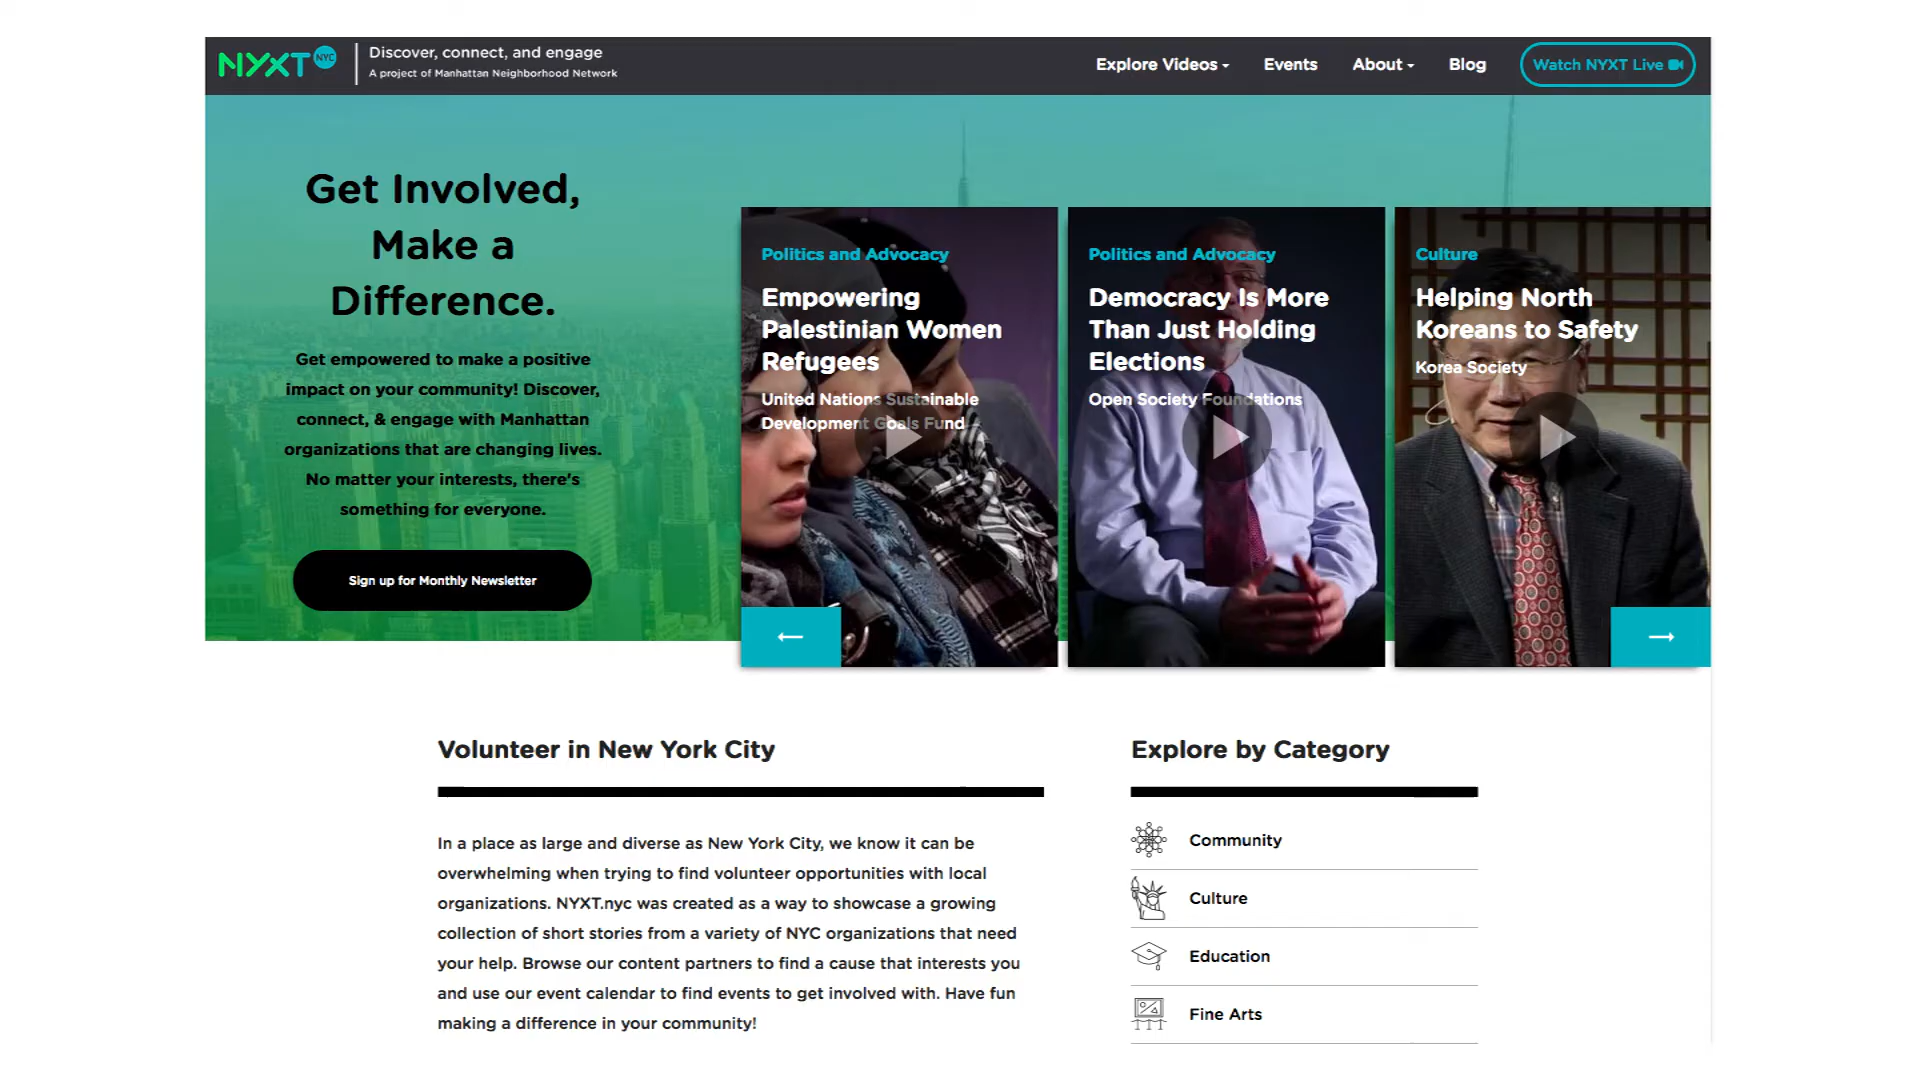 NYXT NYC
Discover, connect, and engage
A project of Manhattan Neighborhood Network
Explore Videos
Events
About
Blog
Watch NYXT Live
Get Involved,
Make a
Difference.
Get empowered to make a positive
impact on your community! Discover,
connect, & engage with Manhattan
organizations that are changing lives.
No matter your interests, there's
something for everyone.
Sign up for Monthly Newsletter
Politics and Advocacy
Empowering
Palestinian Women
Refugees
United Nations Sustainable
Development Goals Fund
Politics and Advocacy
Democracy Is More
Than Just Holding
Elections
Open Society Foundations
Culture
Helping North
Koreans to Safety
Korea Society
Volunteer in New York City
In a place as large and diverse as New York City, we know it can be
overwhelming when trying to find volunteer opportunities with local
organizations. NYXT.nyc was created as a way to showcase a growing
collection of short stories from a variety of NYC organizations that need
your help. Browse our content partners to find a cause that interests you
and use our event calendar to find events to get involved with. Have fun
making a difference in your community!
Explore by Category
Community
Culture
Education
Fine Arts